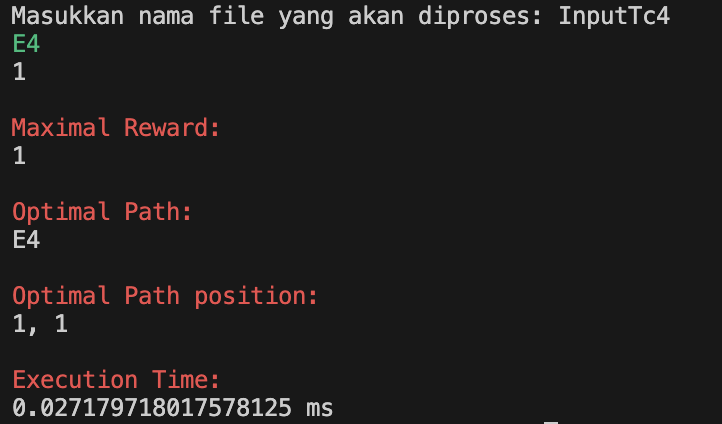 Masukkan nama file yang akan diproses: InputTc4
E4
1
Maximal Reward:
1
Optimal Path:
E4
Optimal Path position:
1, 1
Execution Time:
0.027179718017578125 ms